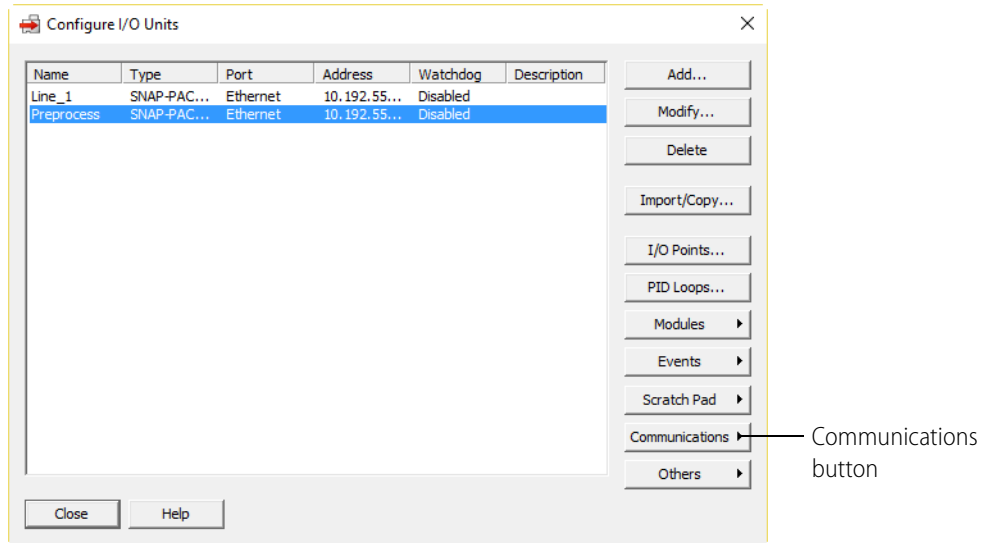 Configure I/O Units
Name Type Port Address Watchdog Description
Line_1 SNAP-PAC... Ethernet 10.192.55... Disabled
Preprocess SNAP-PAC... Ethernet 10.192.55... Disabled
Add...
Modify...
Delete
Import/Copy...
I/O Points...
PID Loops...
Modules
Events
Scratch Pad
Communications
Others
Communications
button
Close Help